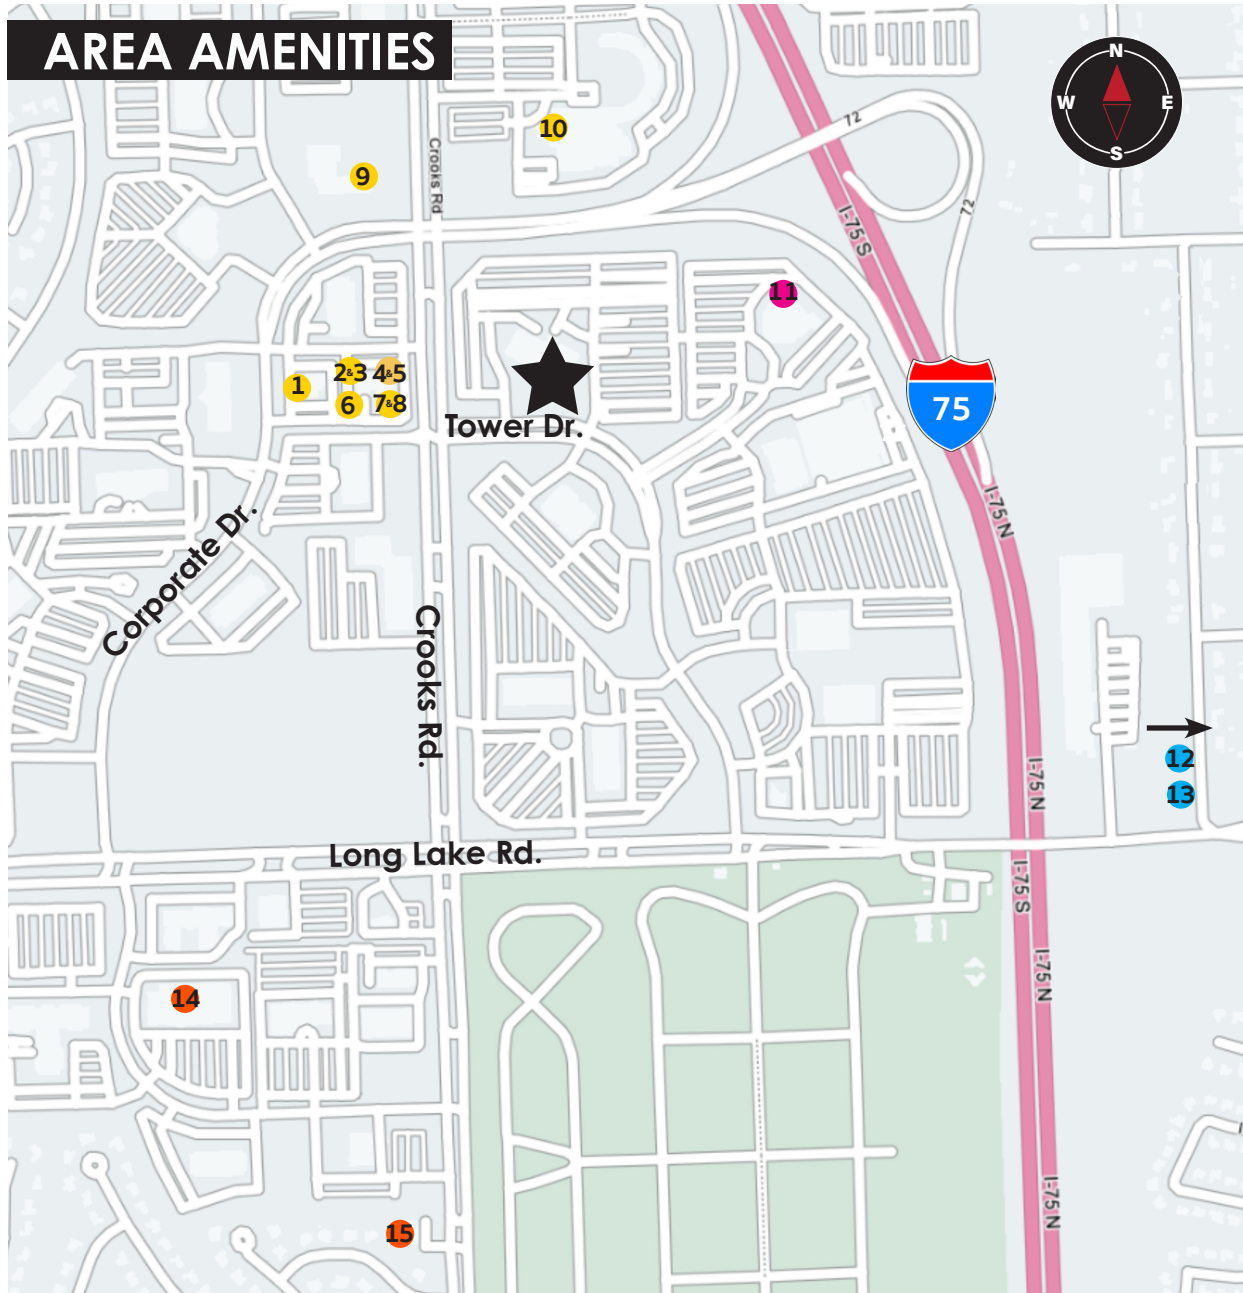 AREA AMENITIES
N
W E
S
10
72
Crooks Rd
9
72
I-75 S
11
2&3 4&5
1
6 7&8
75
Tower Dr.
I-75 N
Corporate Dr.
Crooks Rd.
12
I-75 N
13
Long Lake Rd.
I-75 S
I-75 N
14
I-75 N
15